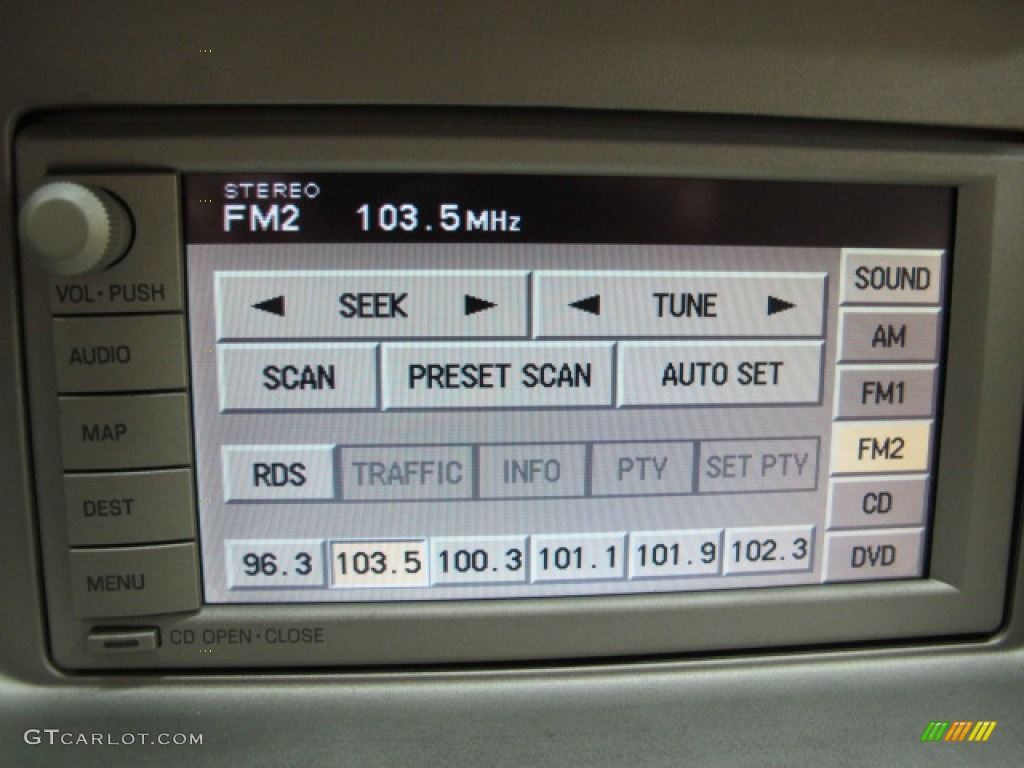 STEREO
FM2 103.5MHz
VOL·PUSH
AUDIO
MAP
DEST
MENU
◄ SEEK ►
◄ TUNE ►
SCAN
PRESET SCAN
AUTO SET
RDS
TRAFFIC
INFO
PTY
SET PTY
96.3
103.5
100.3
101.1
101.9
102.3
SOUND
AM
FM1
FM2
CD
DVD
CD OPEN·CLOSE
GTCARLOT.COM